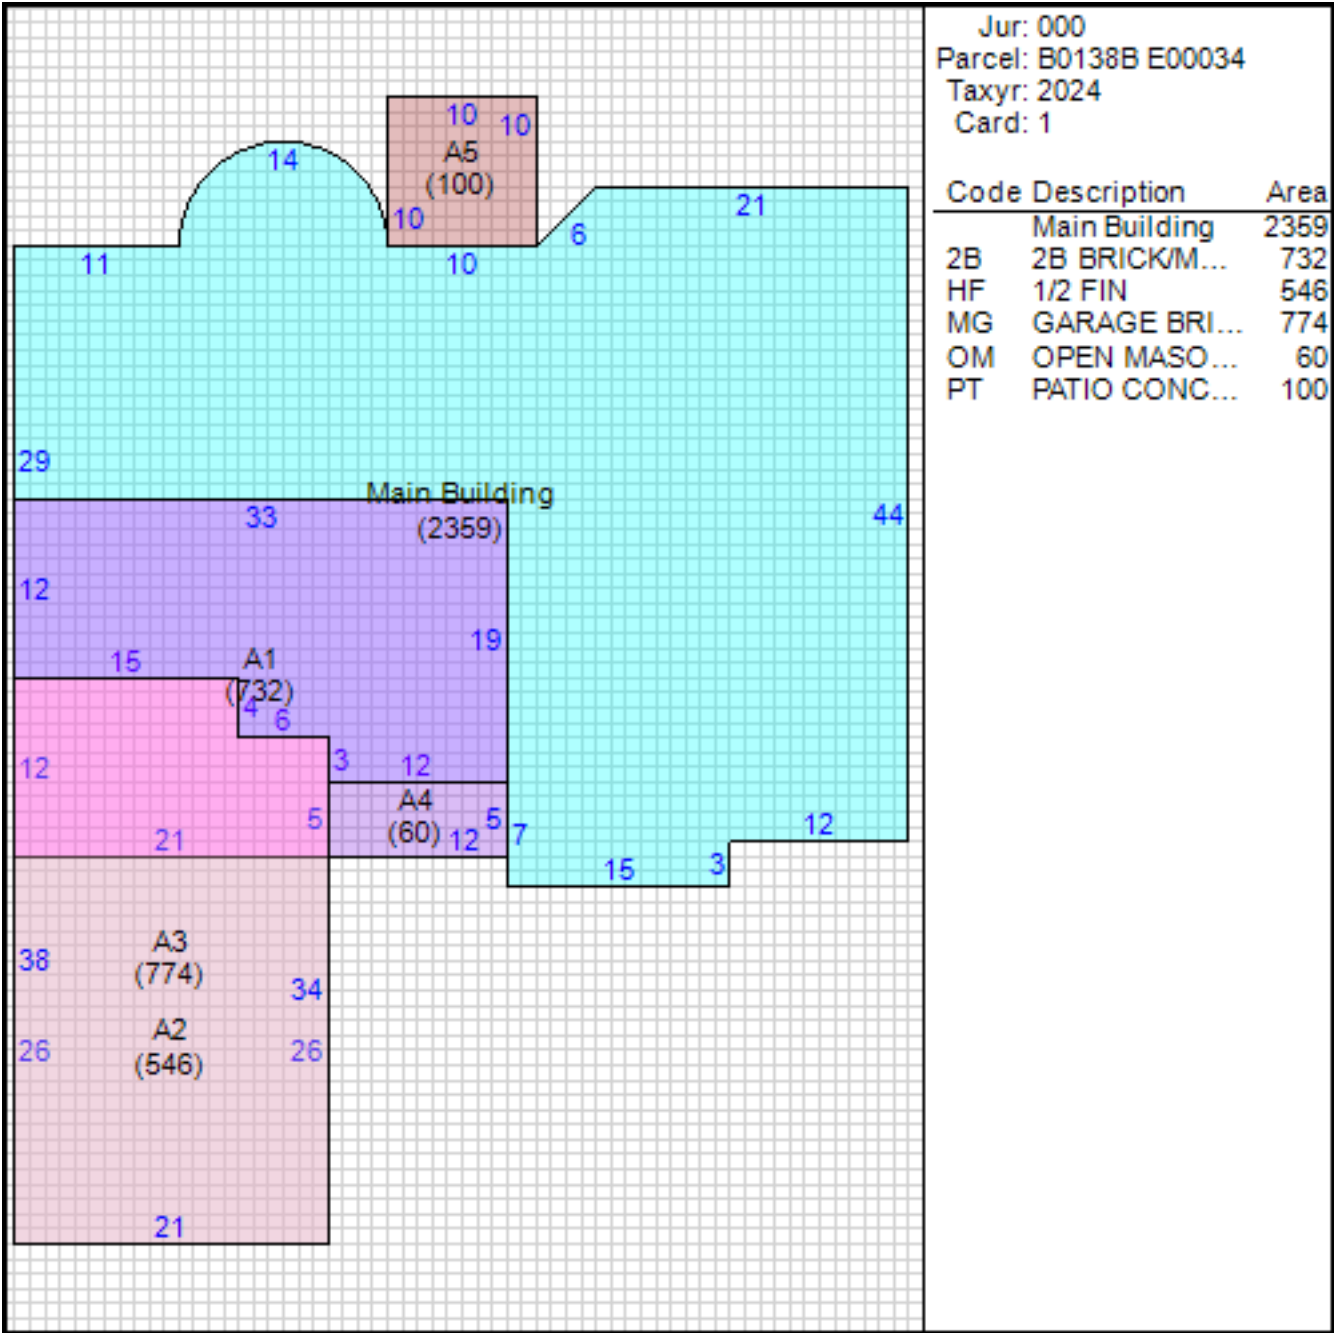 Jur: 000
Parcel: B0138B E00034
Taxyr: 2024
Card: 1
Code Description Area
Main Building 2359
2B 2B BRICK/M... 732
HF 1/2 FIN 546
MG GARAGE BRI... 774
OM OPEN MASO... 60
PT PATIO CONC... 100
10 10
A5
(100)
14
10
21
6
11
10
29
Main Building
(2359)
33
44
12
19
15
A1
(732)
4
6
3
12
12
A4
(60)
5
5
12
7
21
12
15
3
A3
(774)
38
34
A2
(546)
26
26
21